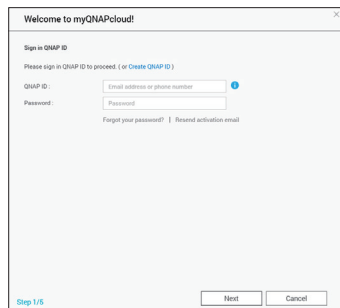 Welcome to myQNAPcloud!
Sign in QNAP ID
Please sign in QNAP ID to proceed. ( or Create QNAP ID )
QNAP ID :
Email address or phone number
Password :
Password
Forgot your password? | Resend activation email
Step 1/5
Next
Cancel